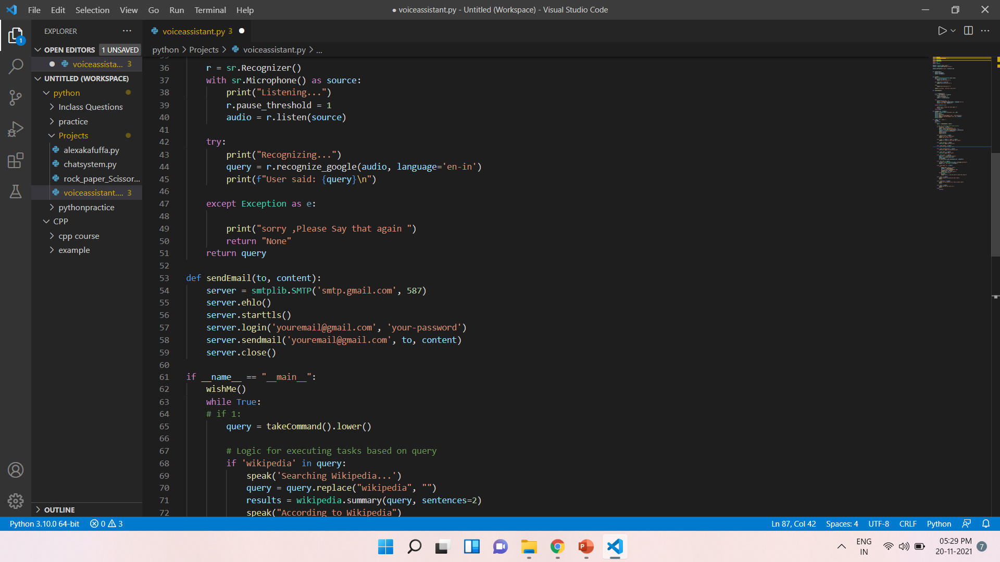 File Edit Selection View Go Run Terminal Help
● voiceassistant.py - Untitled (Workspace) - Visual Studio Code
EXPLORER
OPEN EDITORS 1 UNSAVED
voiceassista... 3
UNTITLED (WORKSPACE)
python
Inclass Questions
practice
Projects
alexakafuffa.py
chatsystem.py
rock_paper_Scissor...
voiceassistant.... 3
pythonpractice
CPP
cpp course
example
OUTLINE
1
voiceassistant.py 3
python > Projects > voiceassistant.py > ...
36     r = sr.Recognizer()
37     with sr.Microphone() as source:
38         print("Listening...")
39         r.pause_threshold = 1
40         audio = r.listen(source)
41
42     try:
43         print("Recognizing...")
44         query = r.recognize_google(audio, language='en-in')
45         print(f"User said: {query}\n")
46
47     except Exception as e:
48
49         print("sorry ,Please Say that again ")
50         return "None"
51     return query
52
53 def sendEmail(to, content):
54     server = smtplib.SMTP('smtp.gmail.com', 587)
55     server.ehlo()
56     server.starttls()
57     server.login('youremail@gmail.com', 'your-password')
58     server.sendmail('youremail@gmail.com', to, content)
59     server.close()
60
61 if __name__ == "__main__":
62     wishMe()
63     while True:
64     # if 1:
65         query = takeCommand().lower()
66
67         # Logic for executing tasks based on query
68         if 'wikipedia' in query:
69             speak('Searching Wikipedia...')
70             query = query.replace("wikipedia", "")
71             results = wikipedia.summary(query, sentences=2)
72             speak("According to Wikipedia")
Python 3.10.0 64-bit 0 3
Ln 87, Col 42 Spaces: 4 UTF-8 CRLF Python
ENG
IN
05:29 PM
20-11-2021
7